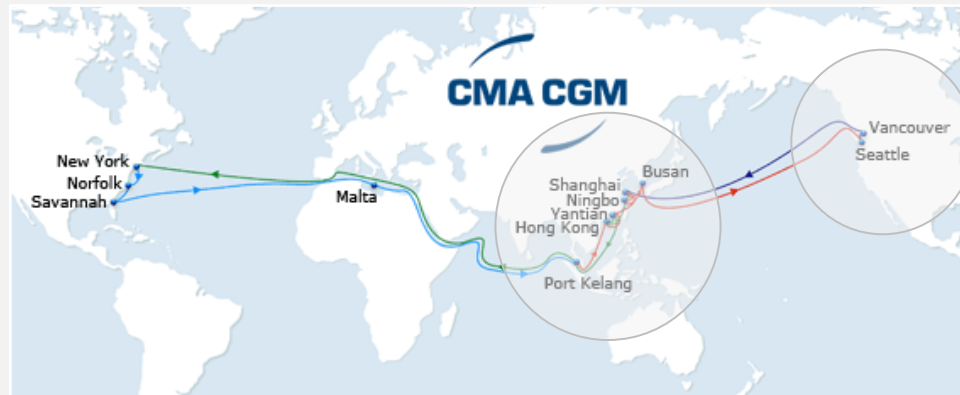 CMA CGM
Vancouver
Seattle
New York
Norfolk
Savannah
Malta
Busan
Shanghai
Ningbo
Yantian
Hong Kong
Port Kelang